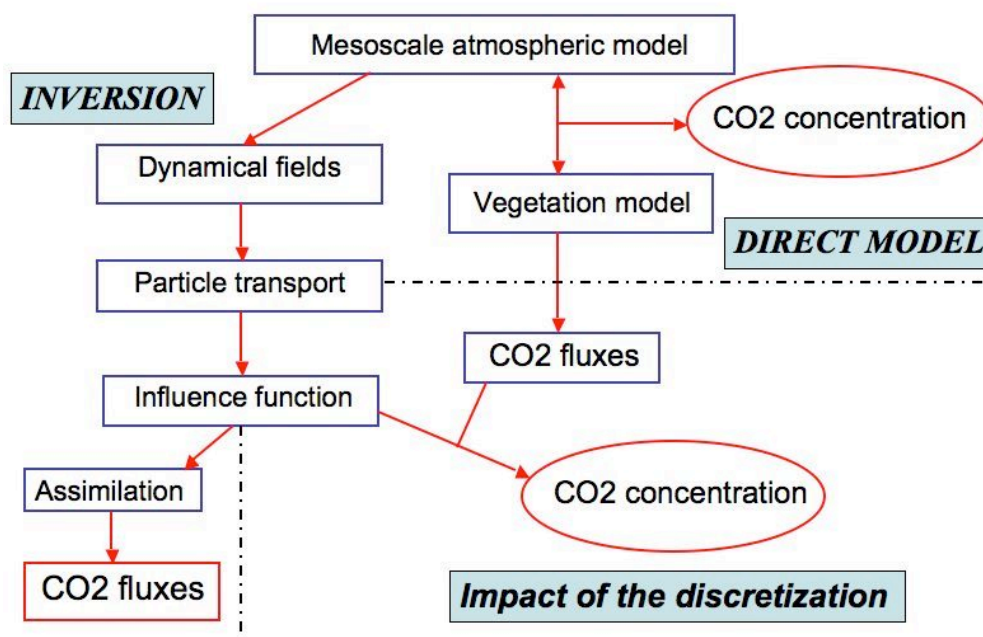 Mesoscale atmospheric model
INVERSION
CO2 concentration
Dynamical fields
Vegetation model
DIRECT MODEL
Particle transport
CO2 fluxes
Influence function
Assimilation
CO2 concentration
CO2 fluxes
Impact of the discretization